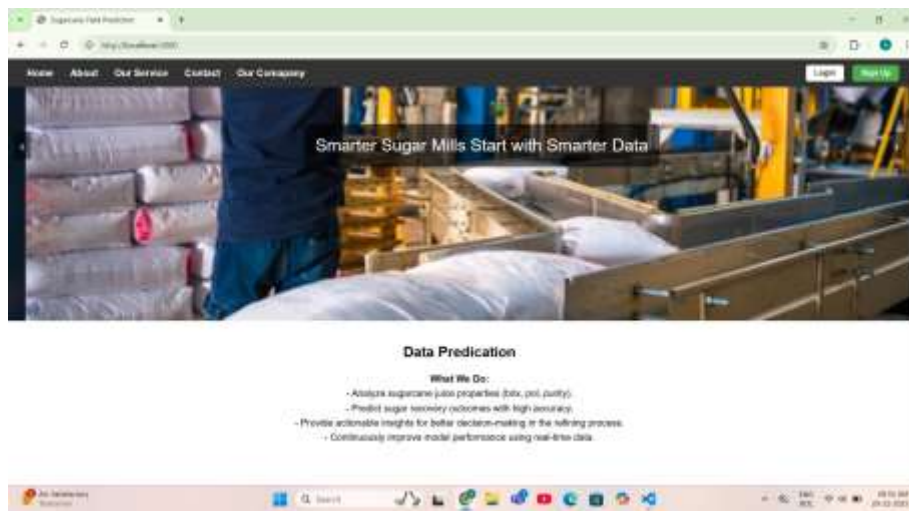 Home About Our Service Contact Our Comapany Login Sign Up
Smarter Sugar Mills Start with Smarter Data
Data Predication
What We Do:
- Analyze sugarcane juice properties (brix, pol, purity).
- Predict sugar recovery outcomes with high accuracy.
- Provide actionable insights for better decision-making in the refining process.
- Continuously improve model performance using real-time data.
Search